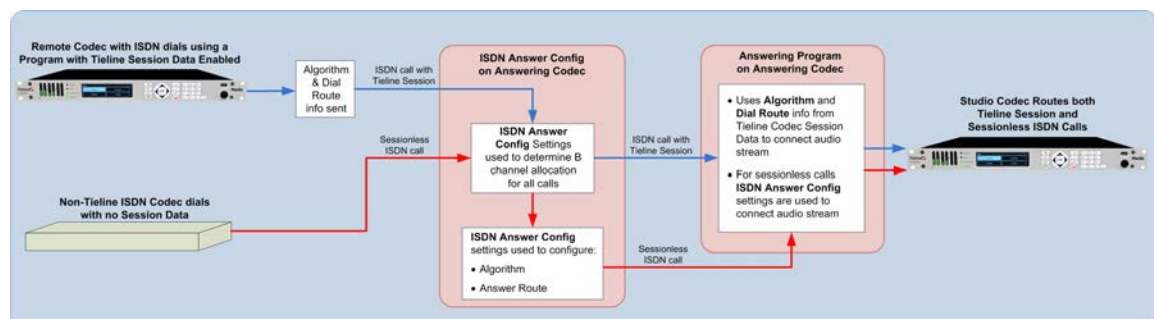 Remote Codec with ISDN dials using a
Program with Tieline Session Data Enabled
Algorithm
& Dial
Route
info sent
ISDN call with
Tieline Session
Sessionless
ISDN call
Non-Tieline ISDN Codec dials
with no Session Data
ISDN Answer Config
on Answering Codec
ISDN Answer
Config Settings
used to determine B
channel allocation
for all calls
ISDN Answer Config
settings used to configure:
• Algorithm
• Answer Route
ISDN call with
Tieline Session
Sessionless
ISDN call
Answering Program
on Answering Codec
• Uses Algorithm and
Dial Route info from
Tieline Codec Session
Data to connect audio
stream
• For sessionless calls
ISDN Answer Config
settings are used to
connect audio stream
Studio Codec Routes both
Tieline Session and
Sessionless ISDN Calls